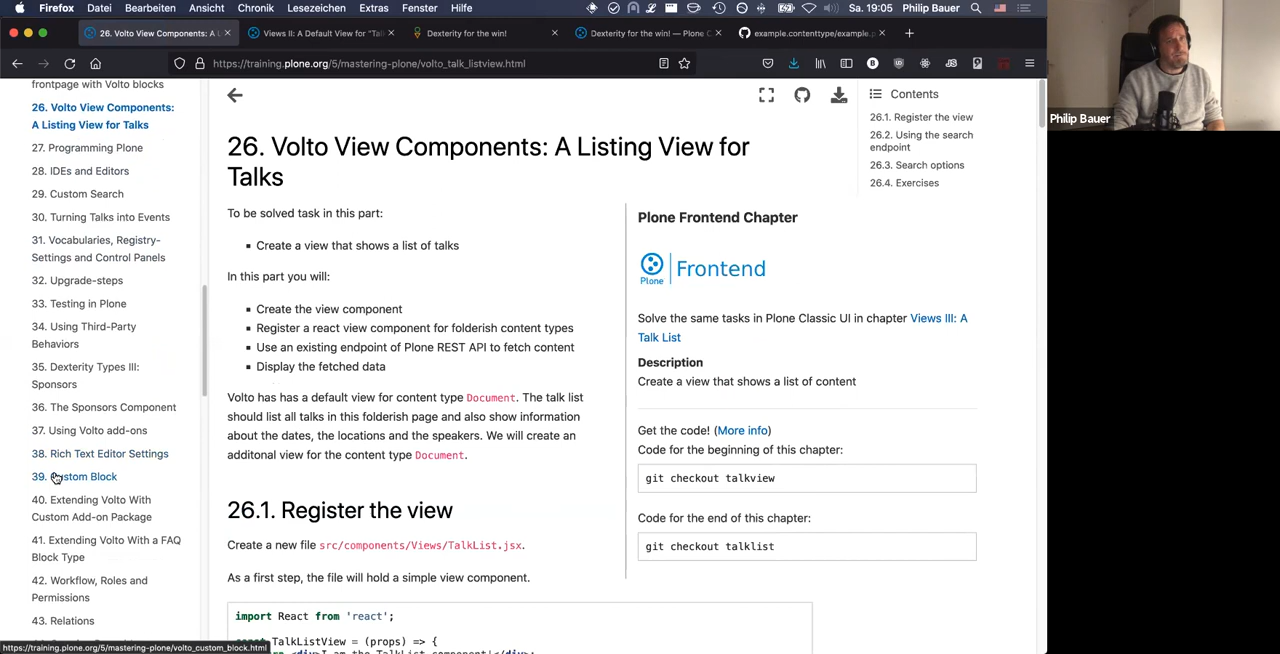 Firefox Datei Bearbeiten Ansicht Chronik Lesezeichen Extras Fenster Hilfe Sa. 19:05 Philip Bauer
26. Volto View Components: A L
Views II: A Default View for "Tal
Dexterity for the win!
Dexterity for the win! — Plone C
example.contenttype/example.p
https://training.plone.org/5/mastering-plone/volto_talk_listview.html
frontpage with Volto blocks
26. Volto View Components:
A Listing View for Talks
27. Programming Plone
28. IDEs and Editors
29. Custom Search
30. Turning Talks into Events
31. Vocabularies, Registry-
Settings and Control Panels
32. Upgrade-steps
33. Testing in Plone
34. Using Third-Party
Behaviors
35. Dexterity Types III:
Sponsors
36. The Sponsors Component
37. Using Volto add-ons
38. Rich Text Editor Settings
39. Custom Block
40. Extending Volto With
Custom Add-on Package
41. Extending Volto With a FAQ
Block Type
42. Workflow, Roles and
Permissions
43. Relations
https://training.plone.org/5/mastering-plone/volto_custom_block.html
26. Volto View Components: A Listing View for
Talks
To be solved task in this part:
Create a view that shows a list of talks
In this part you will:
Create the view component
Register a react view component for folderish content types
Use an existing endpoint of Plone REST API to fetch content
Display the fetched data
Volto has has a default view for content type Document. The talk list
should list all talks in this folderish page and also show information
about the dates, the locations and the speakers. We will create an
additonal view for the content type Document.
26.1. Register the view
Create a new file src/components/Views/TalkList.jsx.
As a first step, the file will hold a simple view component.
import React from 'react';
const TalkListView = (props) => {
<div>I am the TalkList component!</div>;
Plone Frontend Chapter
Plone Frontend
Solve the same tasks in Plone Classic UI in chapter Views III: A
Talk List
Description
Create a view that shows a list of content
Get the code! (More info)
Code for the beginning of this chapter:
git checkout talkview
Code for the end of this chapter:
git checkout talklist
Contents
26.1. Register the view
26.2. Using the search
endpoint
26.3. Search options
26.4. Exercises
Philip Bauer